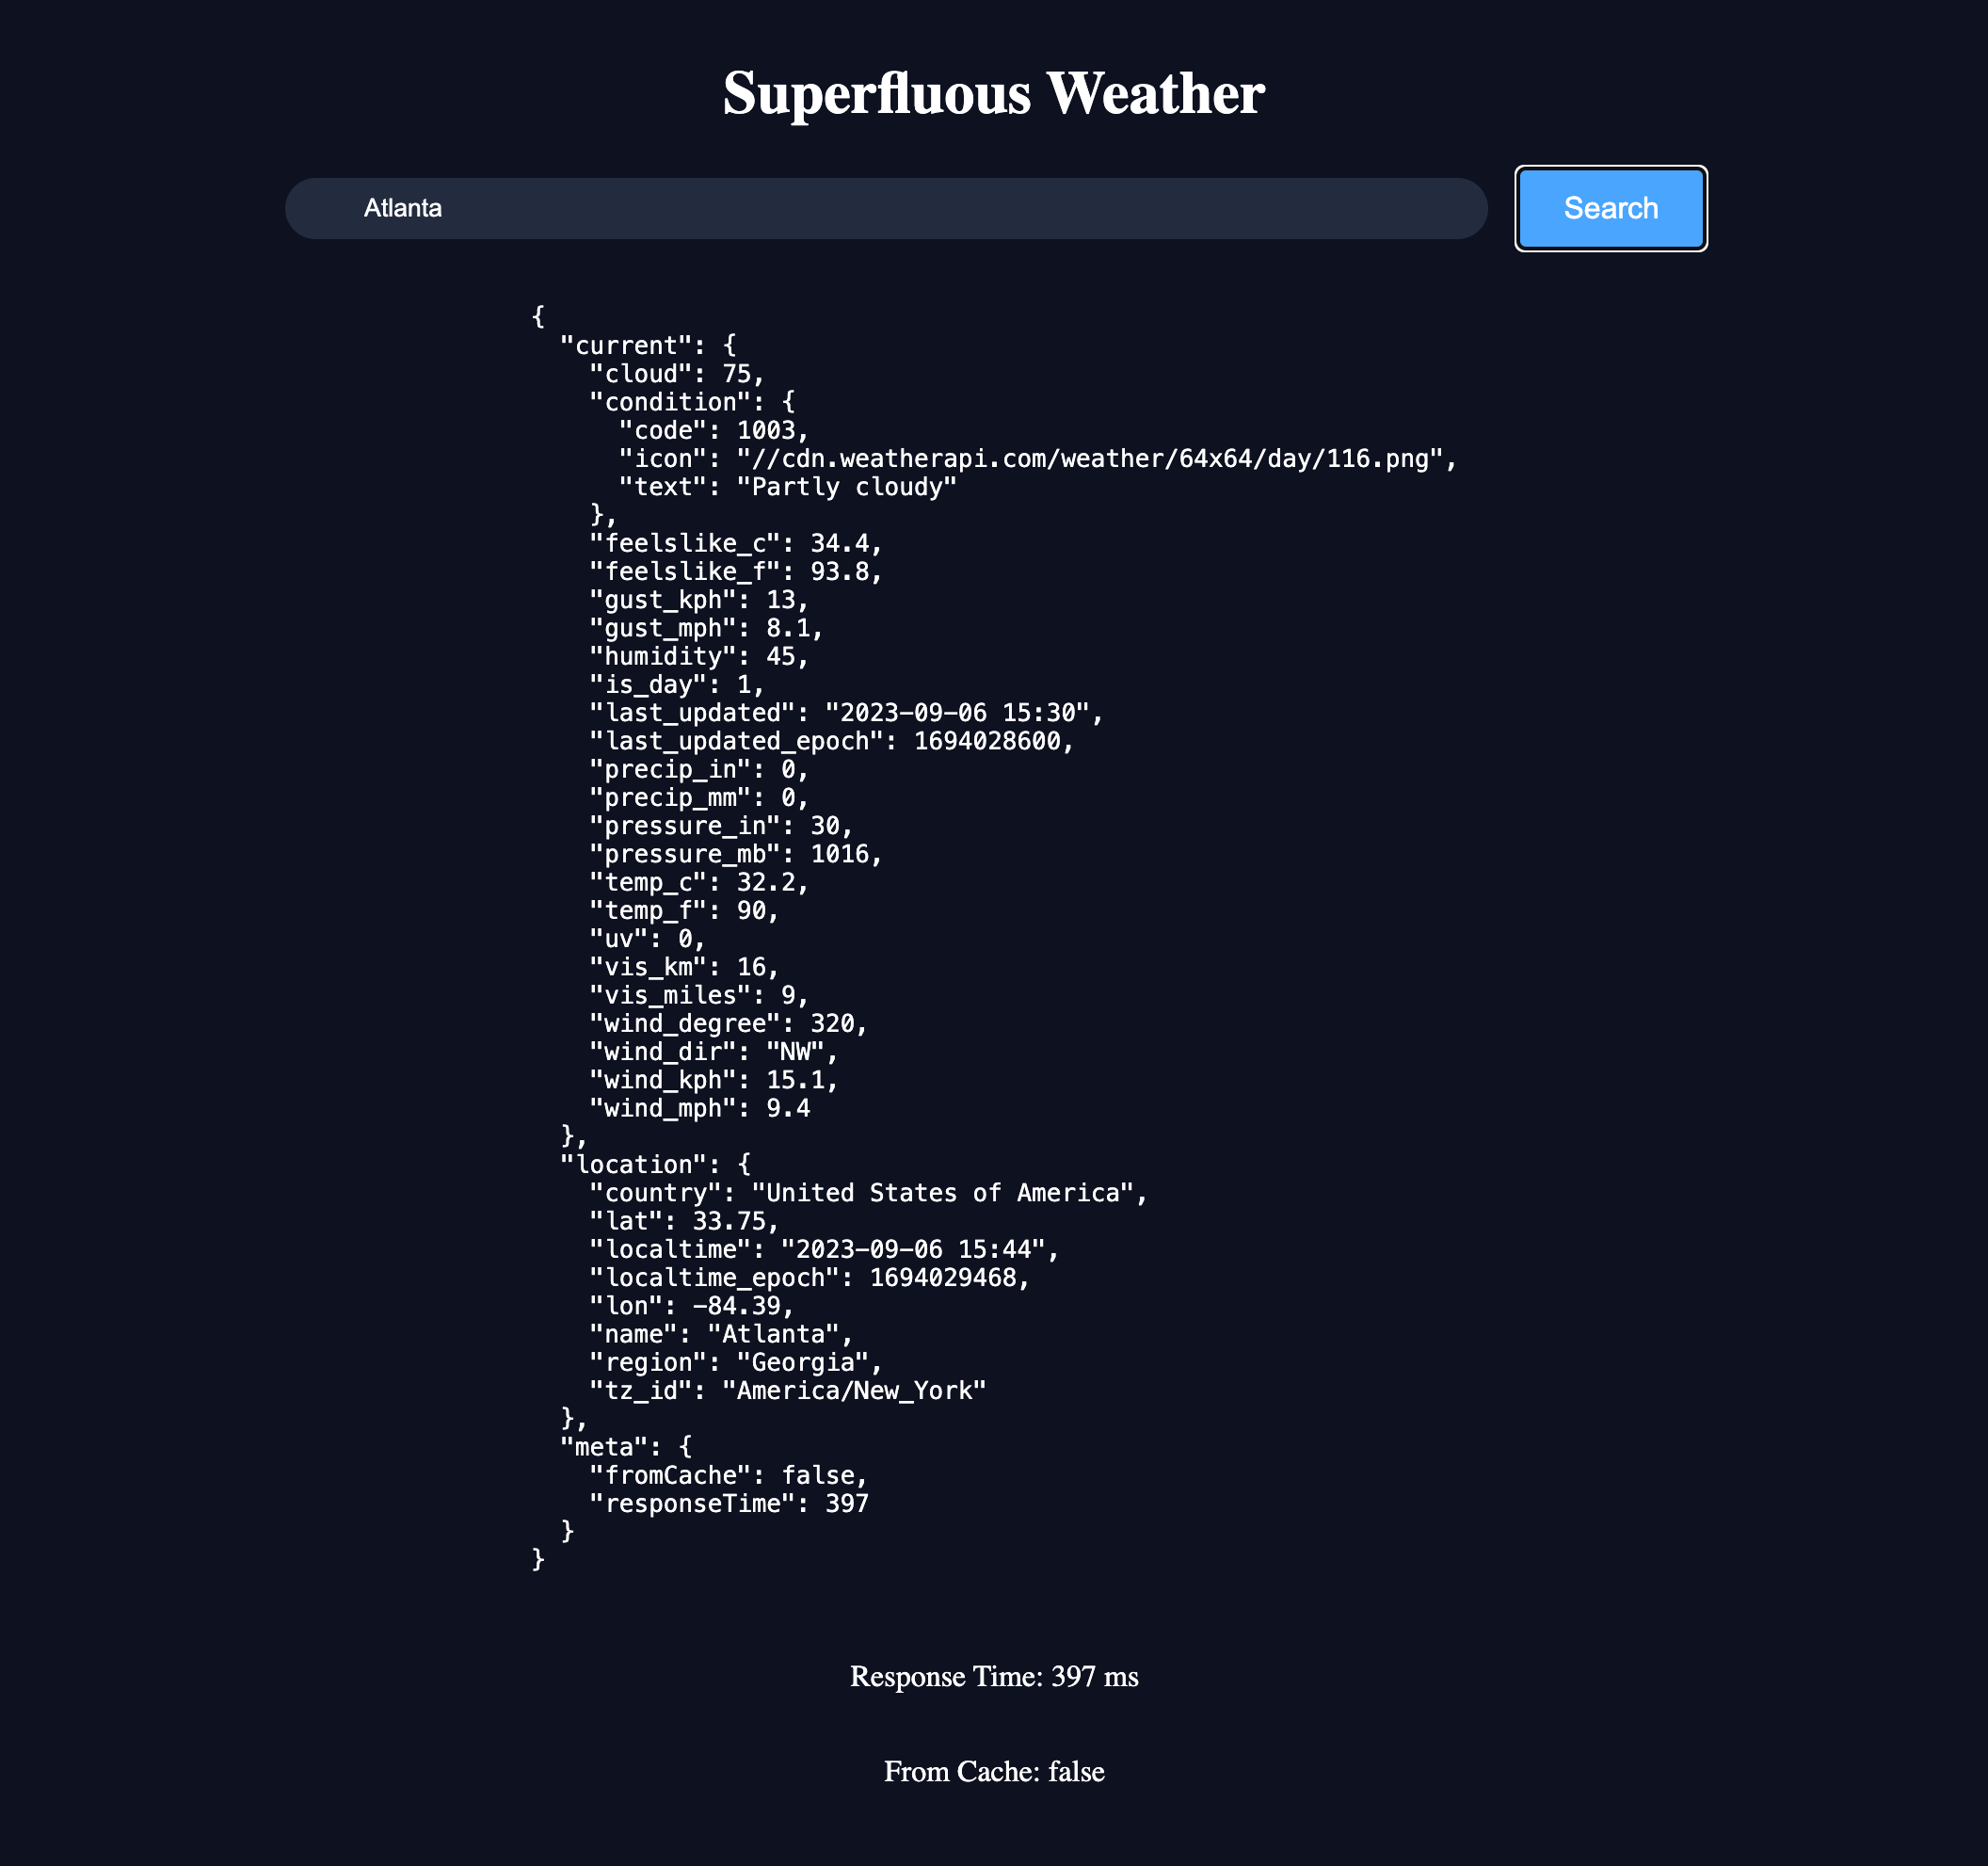 Superfluous Weather
Atlanta
Search
{
  "current": {
    "cloud": 75,
    "condition": {
      "code": 1003,
      "icon": "//cdn.weatherapi.com/weather/64x64/day/116.png",
      "text": "Partly cloudy"
    },
    "feelslike_c": 34.4,
    "feelslike_f": 93.8,
    "gust_kph": 13,
    "gust_mph": 8.1,
    "humidity": 45,
    "is_day": 1,
    "last_updated": "2023-09-06 15:30",
    "last_updated_epoch": 1694028600,
    "precip_in": 0,
    "precip_mm": 0,
    "pressure_in": 30,
    "pressure_mb": 1016,
    "temp_c": 32.2,
    "temp_f": 90,
    "uv": 0,
    "vis_km": 16,
    "vis_miles": 9,
    "wind_degree": 320,
    "wind_dir": "NW",
    "wind_kph": 15.1,
    "wind_mph": 9.4
  },
  "location": {
    "country": "United States of America",
    "lat": 33.75,
    "localtime": "2023-09-06 15:44",
    "localtime_epoch": 1694029468,
    "lon": -84.39,
    "name": "Atlanta",
    "region": "Georgia",
    "tz_id": "America/New_York"
  },
  "meta": {
    "fromCache": false,
    "responseTime": 397
  }
}
Response Time: 397 ms
From Cache: false